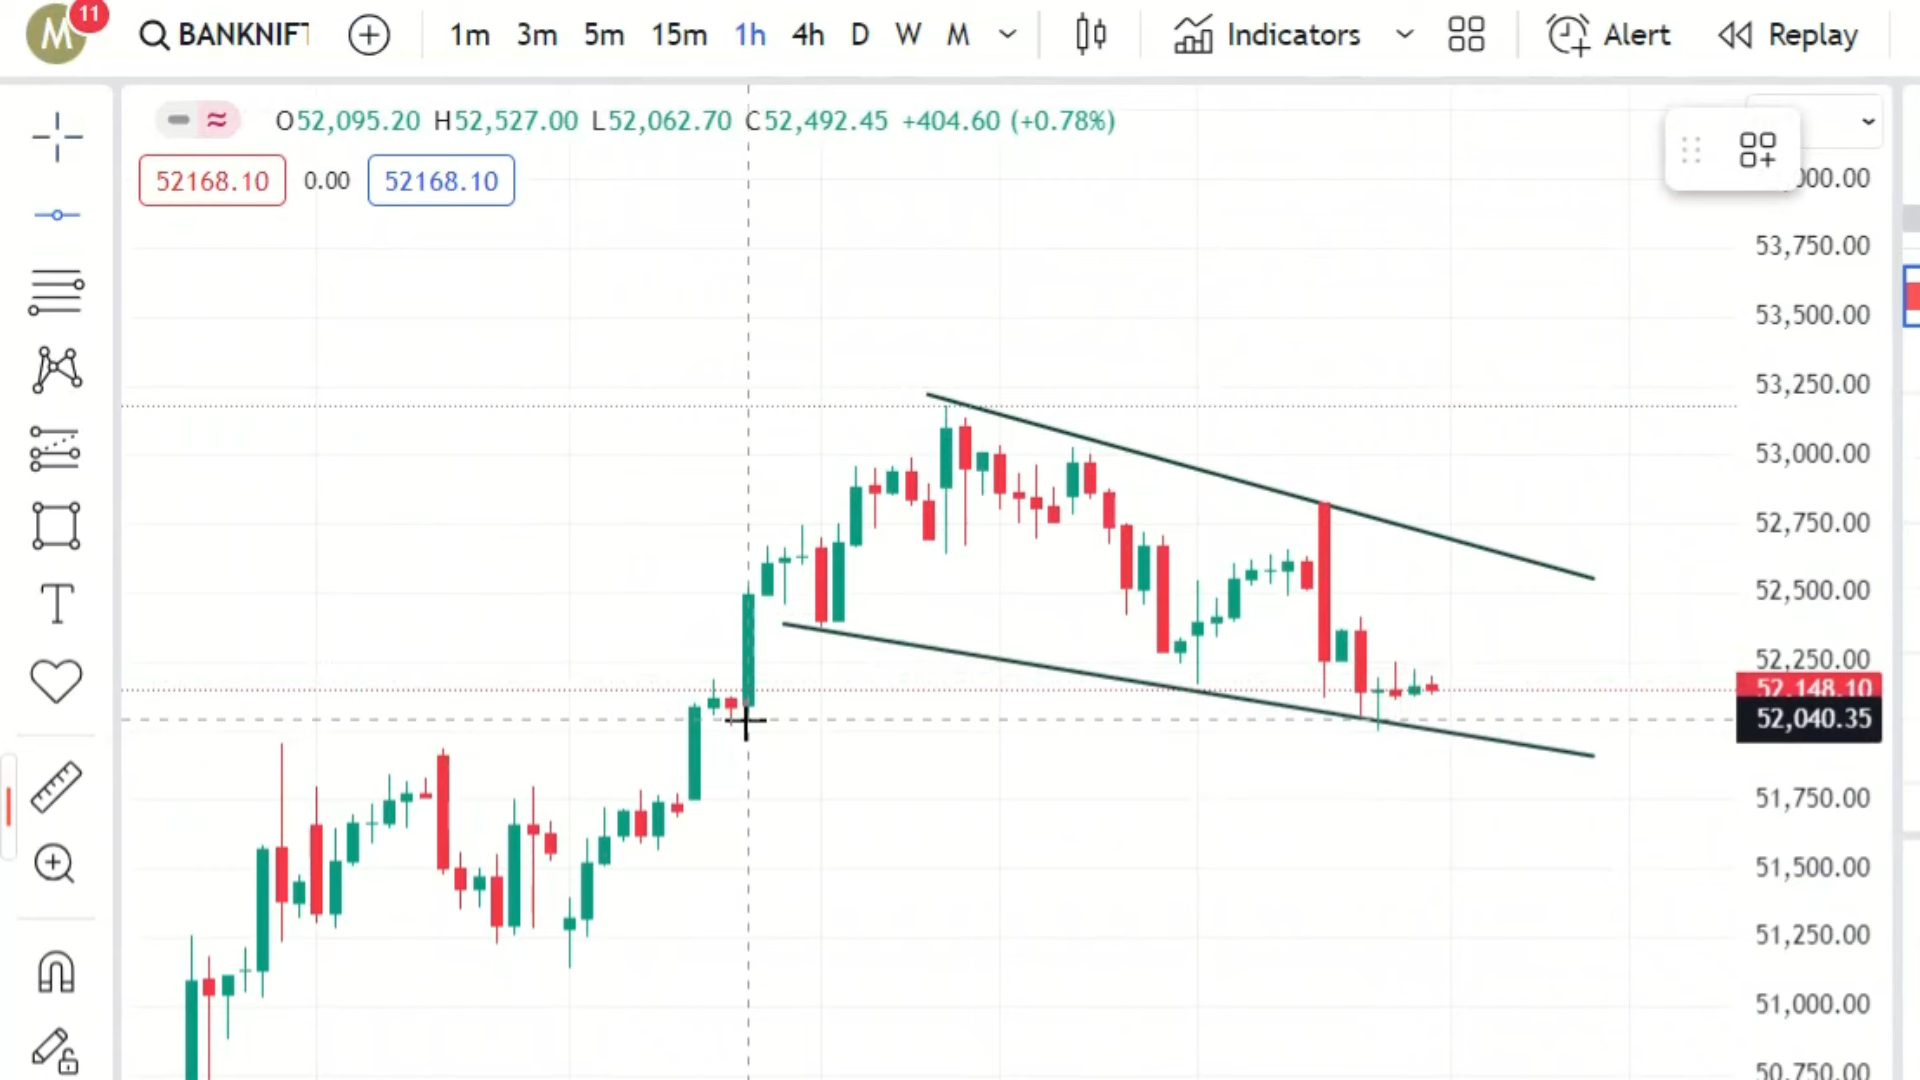 M
11
BANKNIFT
1m 3m 5m 15m 1h 4h D W M
Indicators
Alert
Replay
O52,095.20 H52,527.00 L52,062.70 C52,492.45 +404.60 (+0.78%)
52168.10 0.00 52168.10
000.00
53,750.00
53,500.00
53,250.00
53,000.00
52,750.00
52,500.00
52,250.00
52,148.10
52,040.35
51,750.00
51,500.00
51,250.00
51,000.00
50,750.00
T